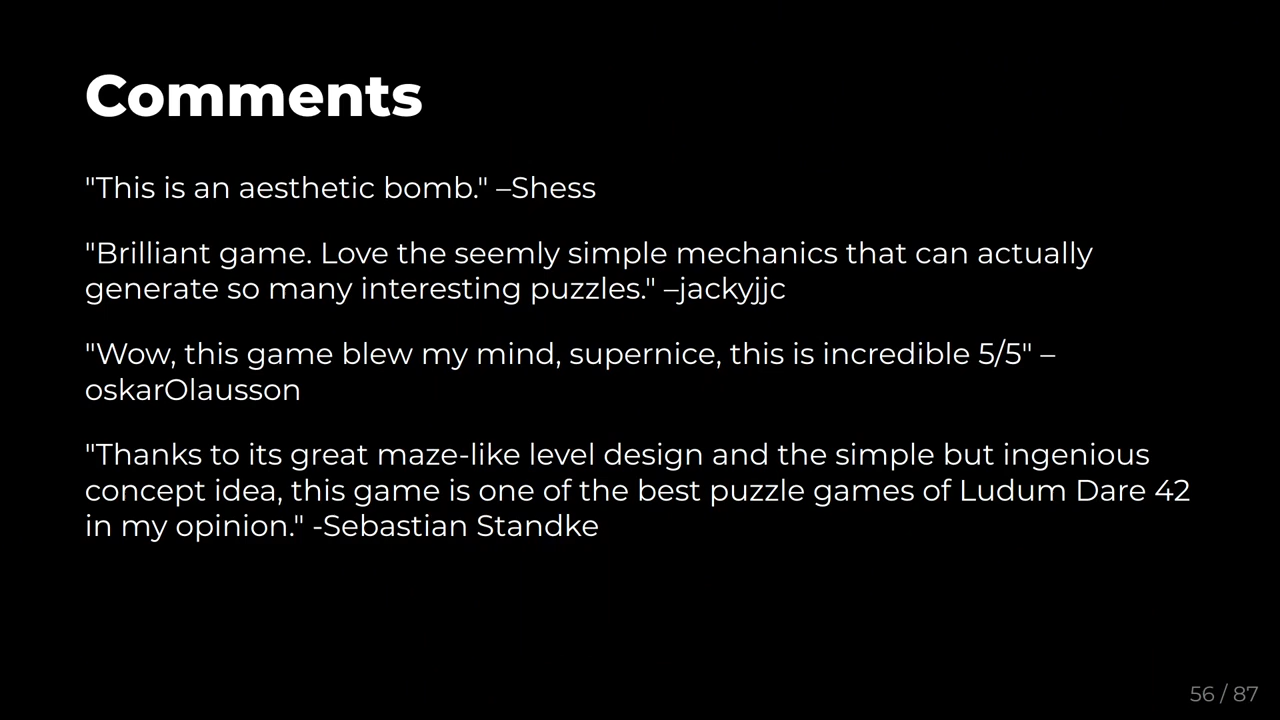 Comments
"This is an aesthetic bomb." –Shess
"Brilliant game. Love the seemly simple mechanics that can actually
generate so many interesting puzzles." –jackyjjc
"Wow, this game blew my mind, supernice, this is incredible 5/5" –
oskarOlausson
"Thanks to its great maze-like level design and the simple but ingenious
concept idea, this game is one of the best puzzle games of Ludum Dare 42
in my opinion." -Sebastian Standke
56 / 87